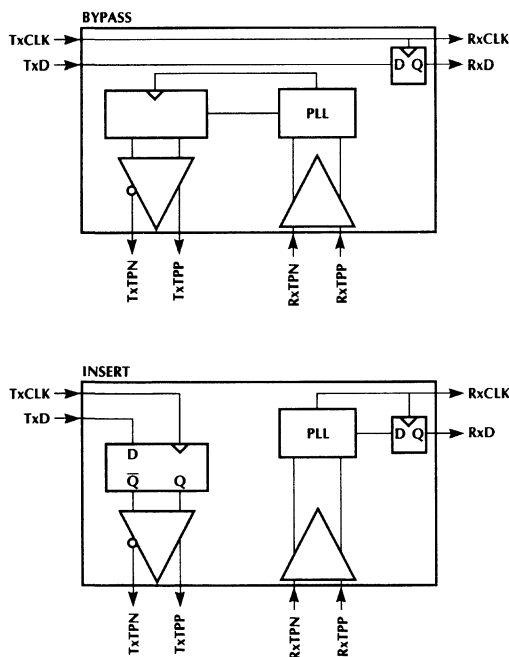 BYPASS
TxCLK
RxCLK
TxD
D Q
RxD
PLL
TxTPN
TxTPP
RxTPN
RxTPP
INSERT
TxCLK
RxCLK
TxD
PLL
D Q
RxD
D
Q̅ Q
TxTPN
TxTPP
RxTPN
RxTPP